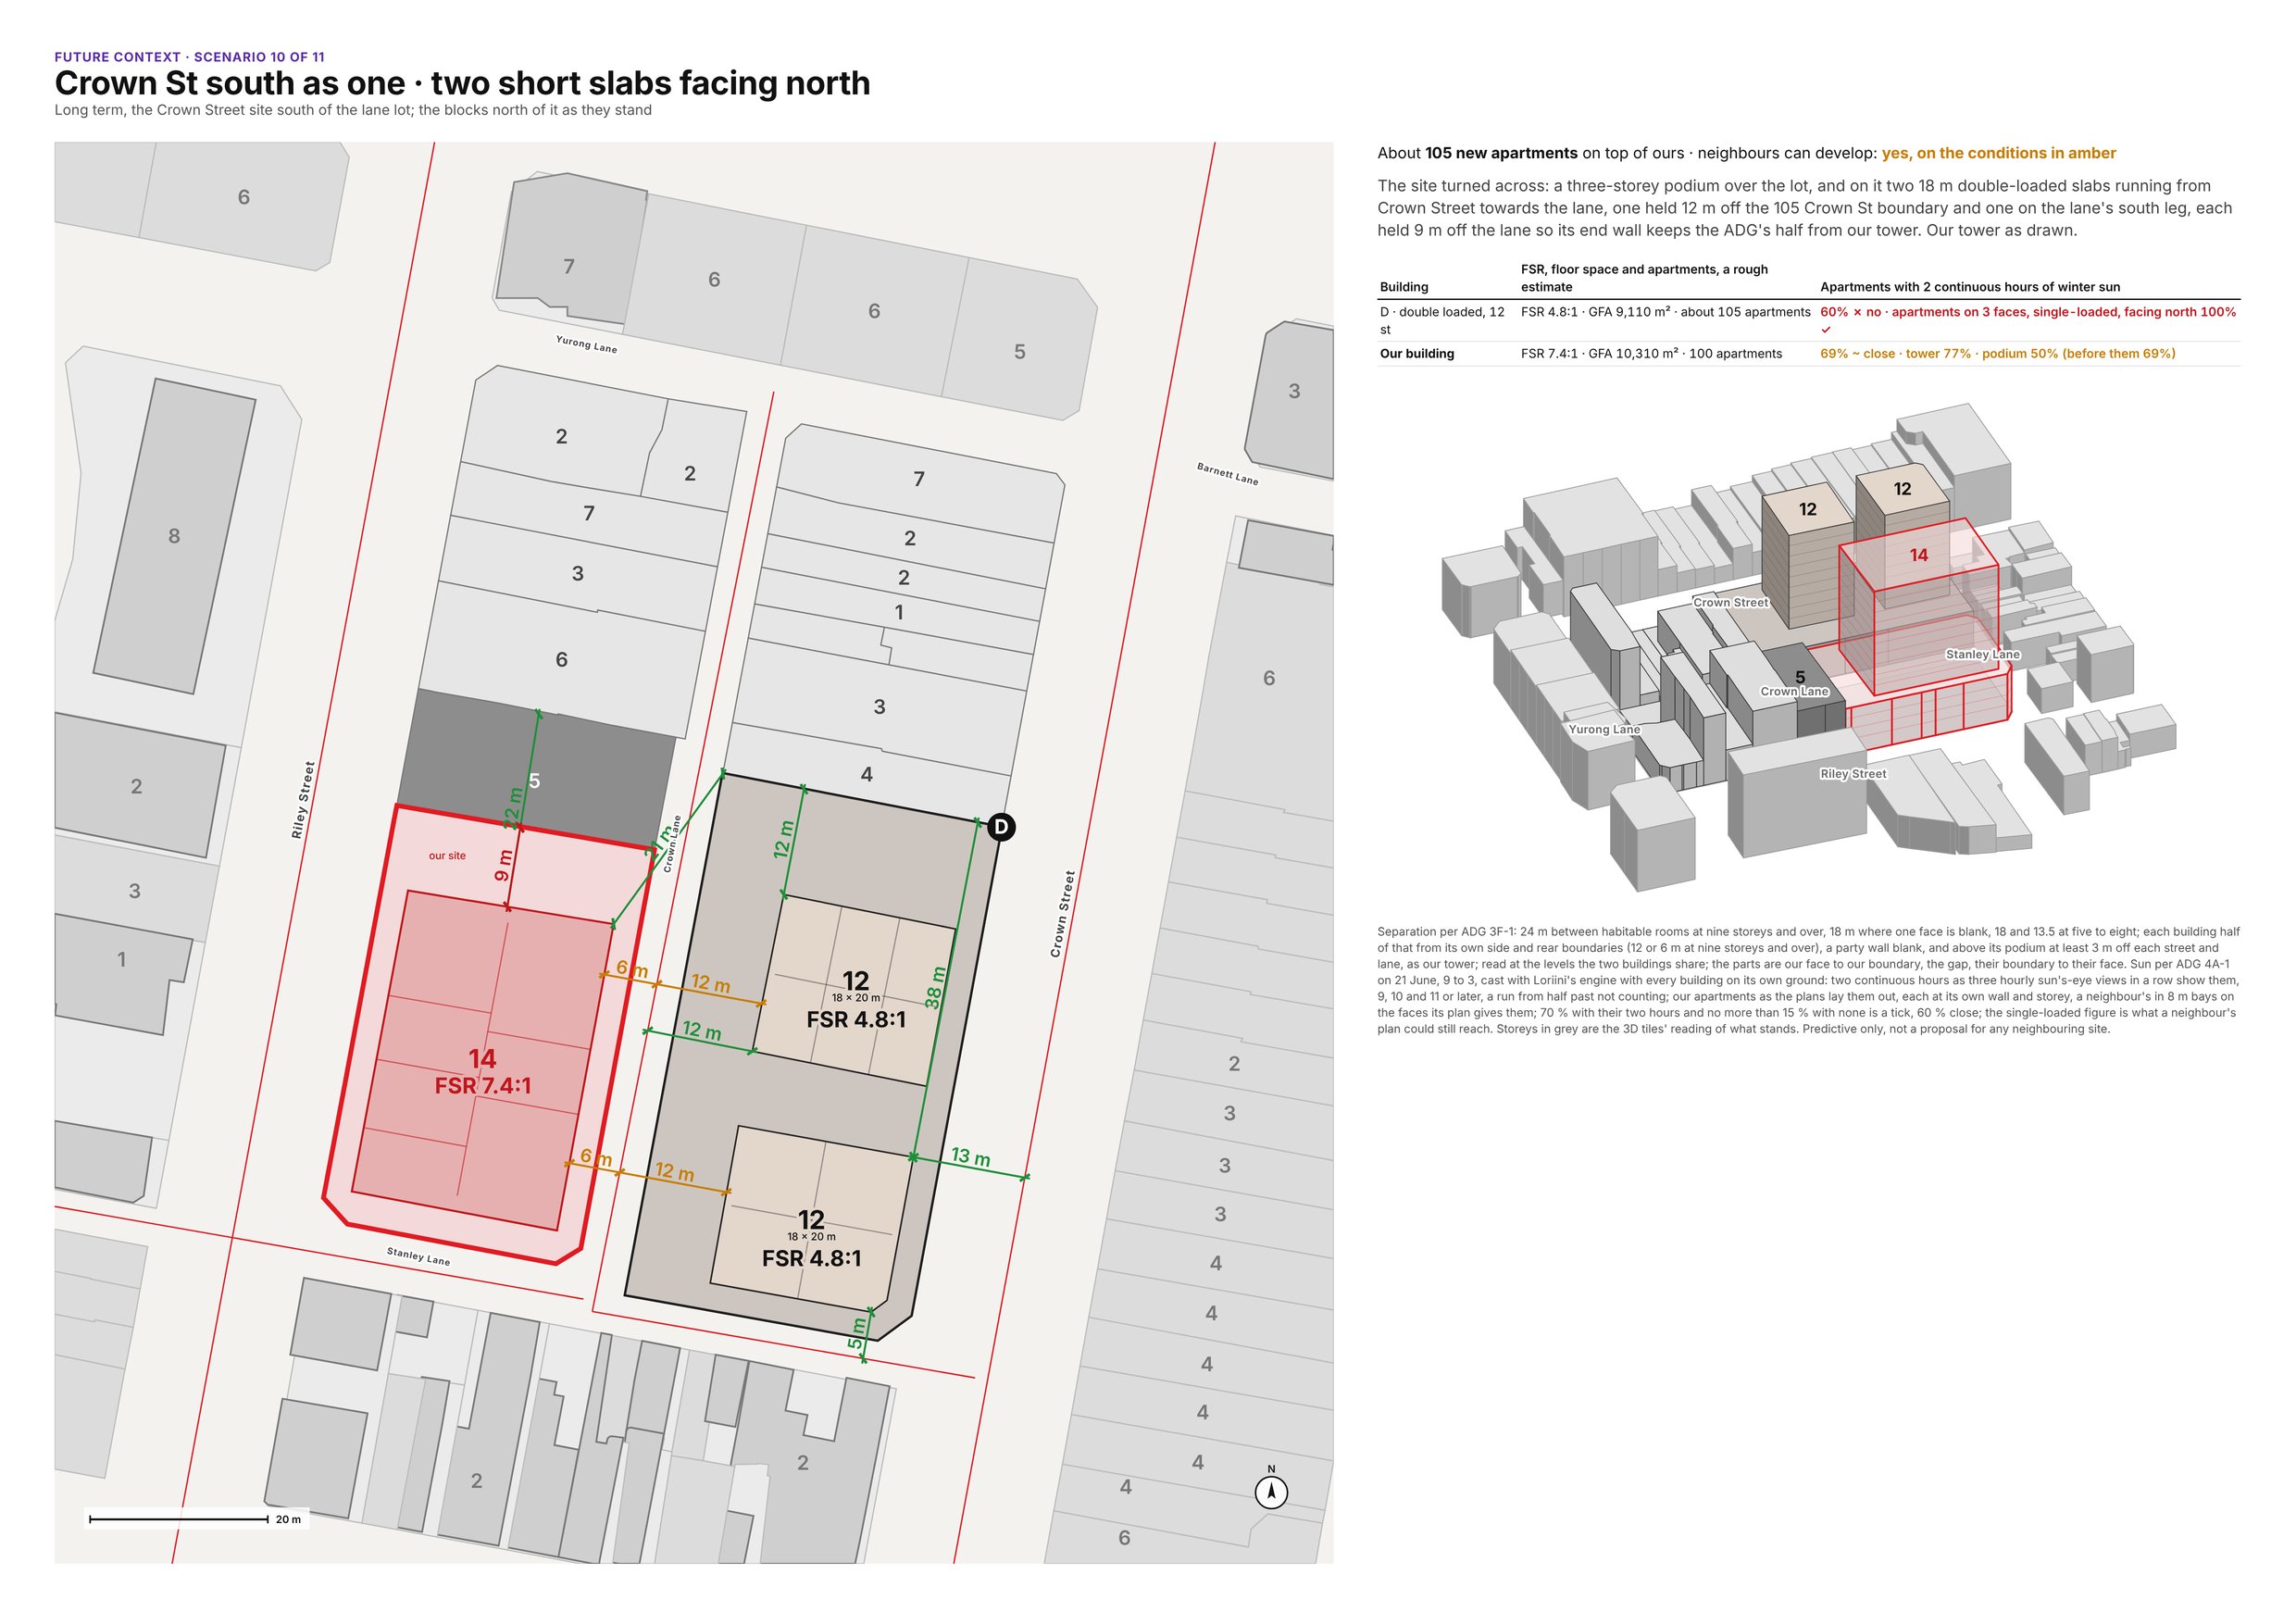 FUTURE CONTEXT · SCENARIO 10 OF 11
Crown St south as one · two short slabs facing north
Long term, the Crown Street site south of the lane lot; the blocks north of it as they stand
6
7
6
6
5
3
Yurong Lane
Barnett Lane
2
2
7
3
6
5
7
2
2
1
3
4
8
2
3
1
6
Riley Street
Crown Lane
Crown Street
Stanley Lane
our site
22 m
9 m
21 m
12 m
38 m
6 m
12 m
12 m
6 m
12 m
13 m
5 m
D
14
FSR 7.4:1
12
18 × 20 m
FSR 4.8:1
12
18 × 20 m
FSR 4.8:1
2
3
3
3
4
4
4
4
4
4
6
2
2
N
20 m
About 105 new apartments on top of ours · neighbours can develop: yes, on the conditions in amber
The site turned across: a three-storey podium over the lot, and on it two 18 m double-loaded slabs running from
Crown Street towards the lane, one held 12 m off the 105 Crown St boundary and one on the lane's south leg, each
held 9 m off the lane so its end wall keeps the ADG's half from our tower. Our tower as drawn.
Building
FSR, floor space and apartments, a rough
estimate
Apartments with 2 continuous hours of winter sun
D · double loaded, 12
st
FSR 4.8:1 · GFA 9,110 m² · about 105 apartments
60% × no · apartments on 3 faces, single-loaded, facing north 100%
✓
Our building
FSR 7.4:1 · GFA 10,310 m² · 100 apartments
69% ~ close · tower 77% · podium 50% (before them 69%)
12
12
14
5
Crown Street
Stanley Lane
Crown Lane
Yurong Lane
Riley Street
Separation per ADG 3F-1: 24 m between habitable rooms at nine storeys and over, 18 m where one face is blank, 18 and 13.5 at five to eight; each building half
of that from its own side and rear boundaries (12 or 6 m at nine storeys and over), a party wall blank, and above its podium at least 3 m off each street and
lane, as our tower; read at the levels the two buildings share; the parts are our face to our boundary, the gap, their boundary to their face. Sun per ADG 4A-1
on 21 June, 9 to 3, cast with Loriini's engine with every building on its own ground: two continuous hours as three hourly sun's-eye views in a row show them,
9, 10 and 11 or later, a run from half past not counting; our apartments as the plans lay them out, each at its own wall and storey, a neighbour's in 8 m bays on
the faces its plan gives them; 70 % with their two hours and no more than 15 % with none is a tick, 60 % close; the single-loaded figure is what a neighbour's
plan could still reach. Storeys in grey are the 3D tiles' reading of what stands. Predictive only, not a proposal for any neighbouring site.